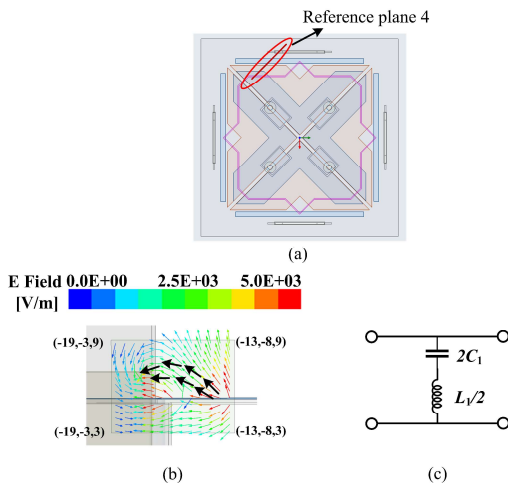 Reference plane 4
(a)
E Field 0.0E+00 2.5E+03 5.0E+03
[V/m]
(-19,-3,9) (-13,-8,9)
(-19,-3,3) (-13,-8,3)
(b)
2C₁
L₁/2
(c)